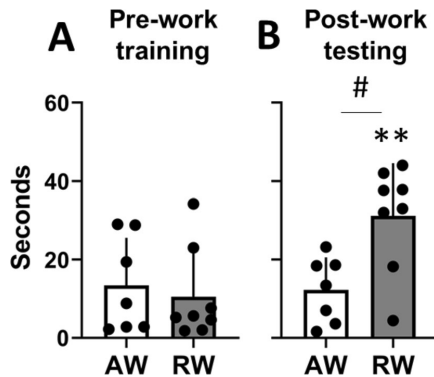 A
Pre-work
training
B
Post-work
testing
#
**
Seconds
60
40
20
0
AW
RW
AW
RW